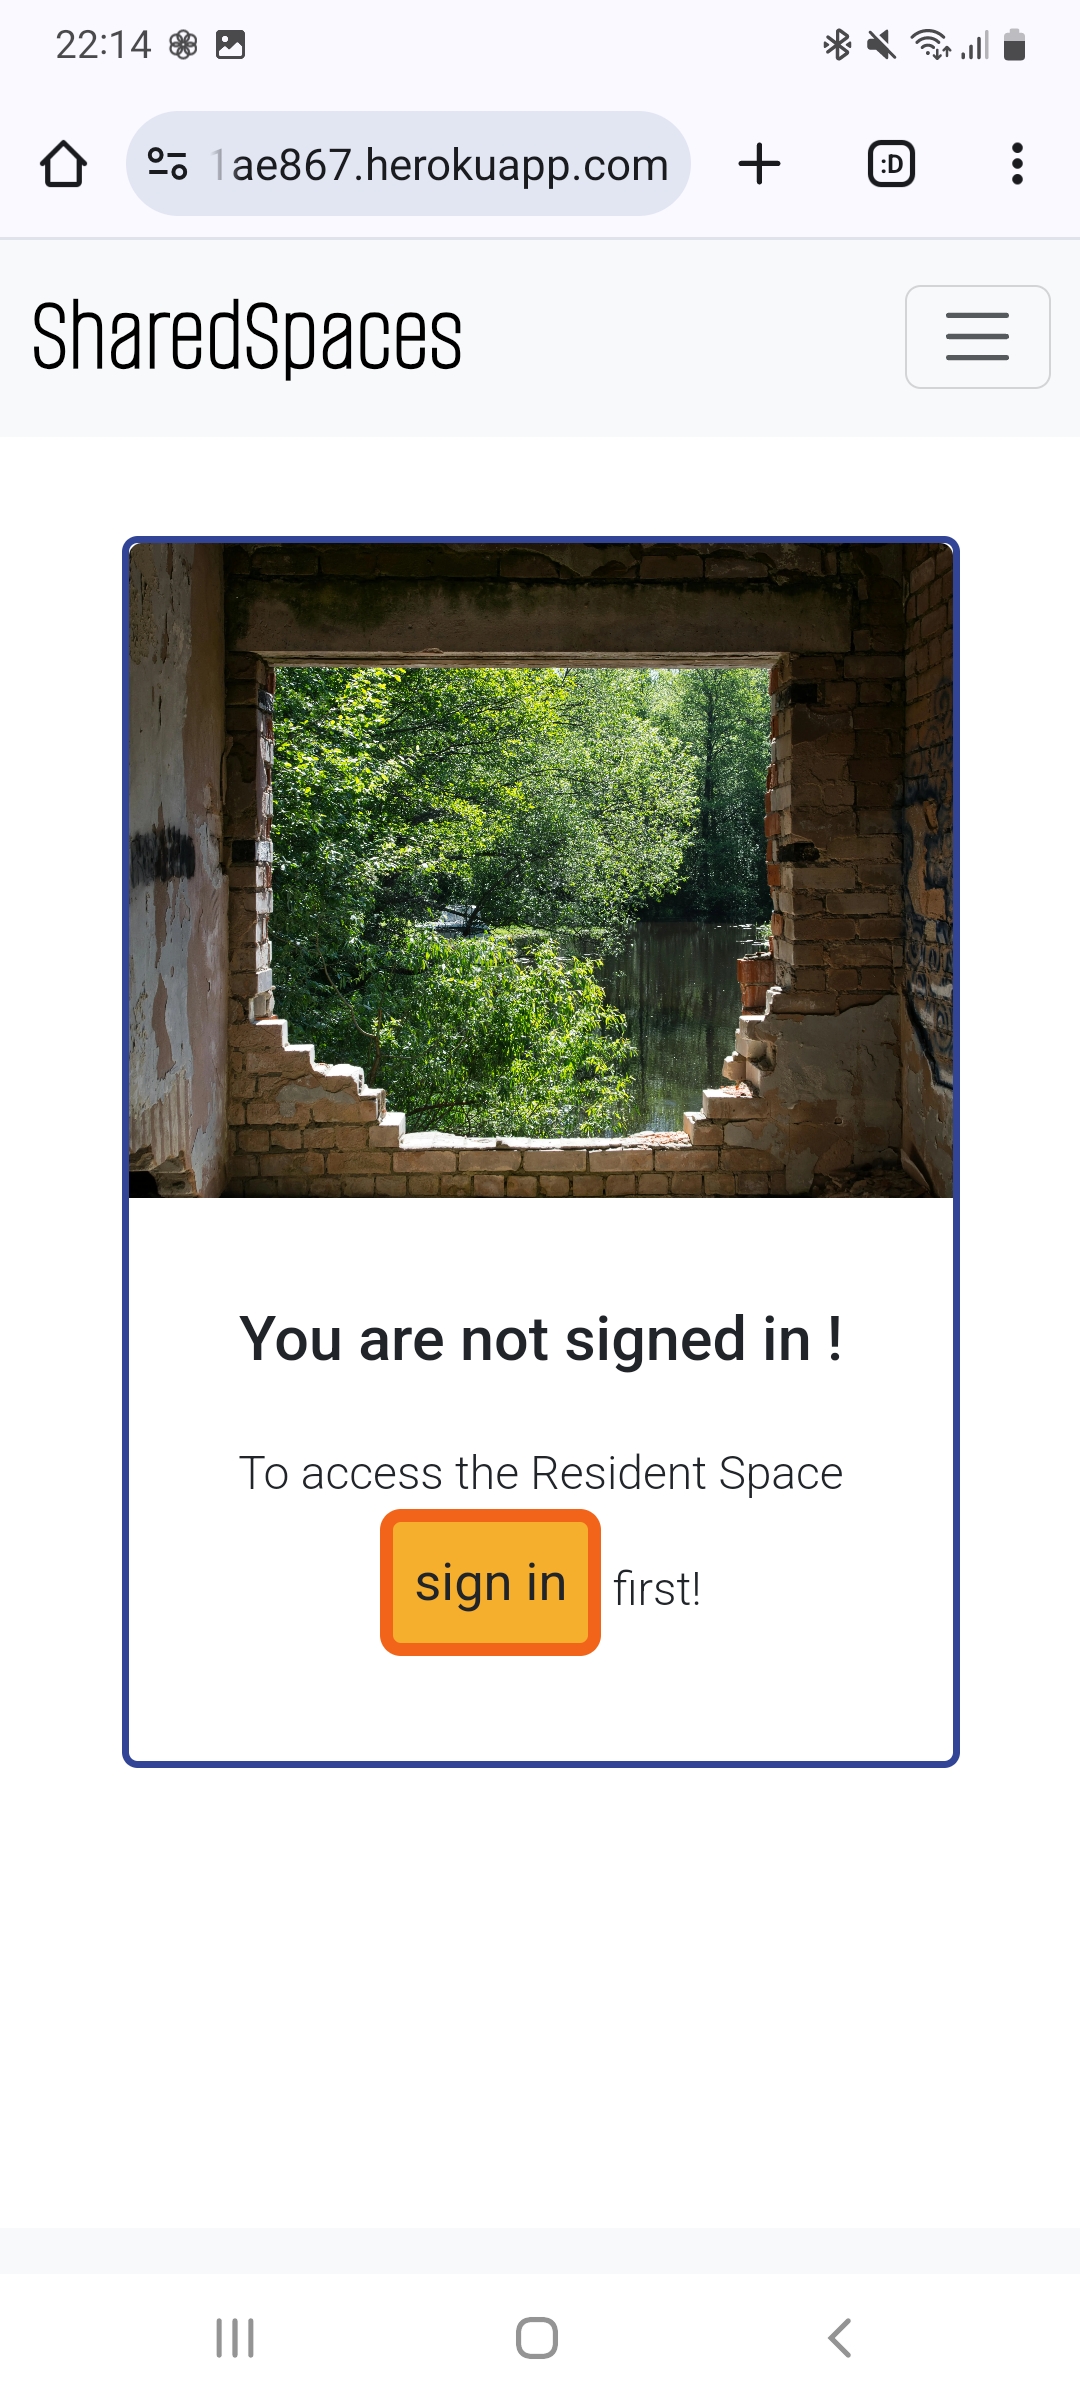 22:14
1ae867.herokuapp.com
:D
SharedSpaces
You are not signed in !
To access the Resident Space
sign in first!